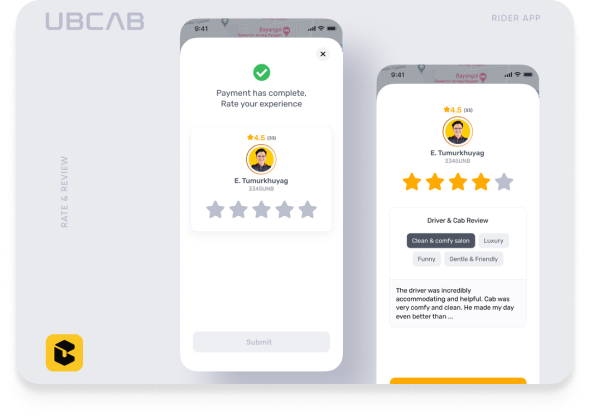 UBCAB
RIDER APP
RATE & REVIEW
9:41
Bayangol
Payment has complete,
Rate your experience
4.5 (33)
E. Tumurkhuyag
3345UNB
Submit
9:41
Bayangol
4.5 (33)
E. Tumurkhuyag
3345UNB
Driver & Cab Review
Clean & comfy salon
Luxury
Funny
Gentle & Friendly
The driver was incredibly
accommodating and helpful. Cab was
very comfy and clean. He made my day
even better than ...